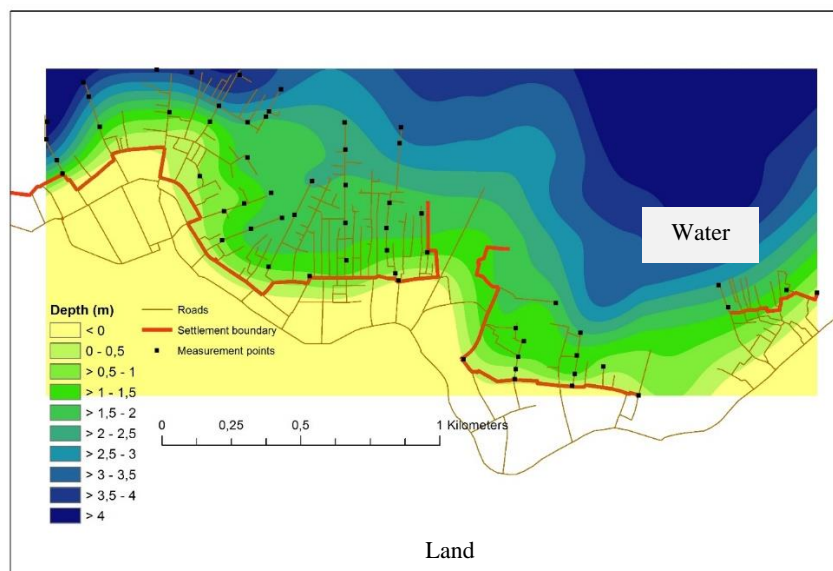 Water
Depth (m)
< 0
0 - 0,5
> 0,5 - 1
> 1 - 1,5
> 1,5 - 2
> 2 - 2,5
> 2,5 - 3
> 3 - 3,5
> 3,5 - 4
> 4
Roads
Settlement boundary
Measurement points
0 0,25 0,5 1 Kilometers
Land